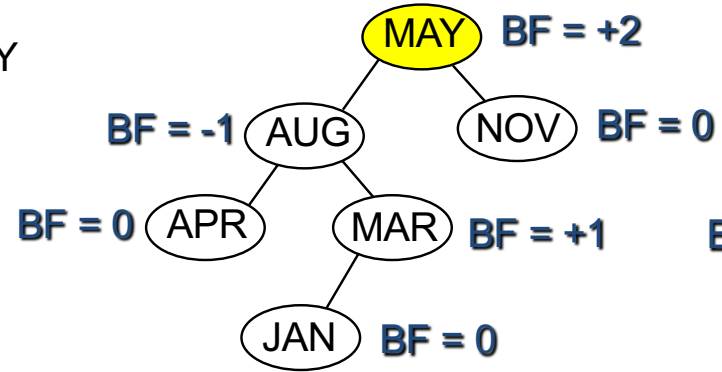 MAY BF = +2
Y
BF = -1 AUG NOV BF = 0
BF = 0 APR MAR BF = +1
JAN BF = 0